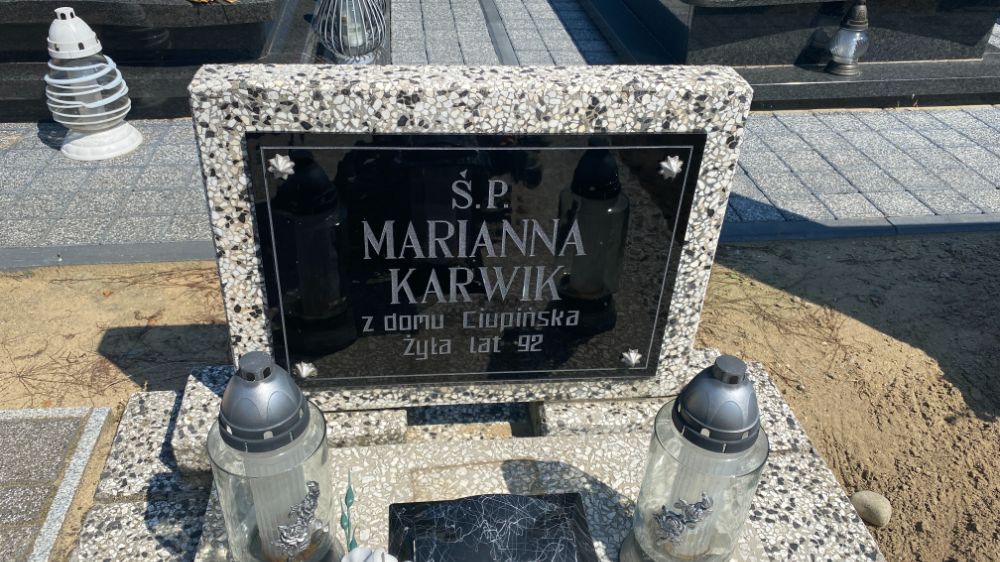 Ś.P.
MARIANNA
KARWIK
z domu Ciupińska
Żyła lat 92